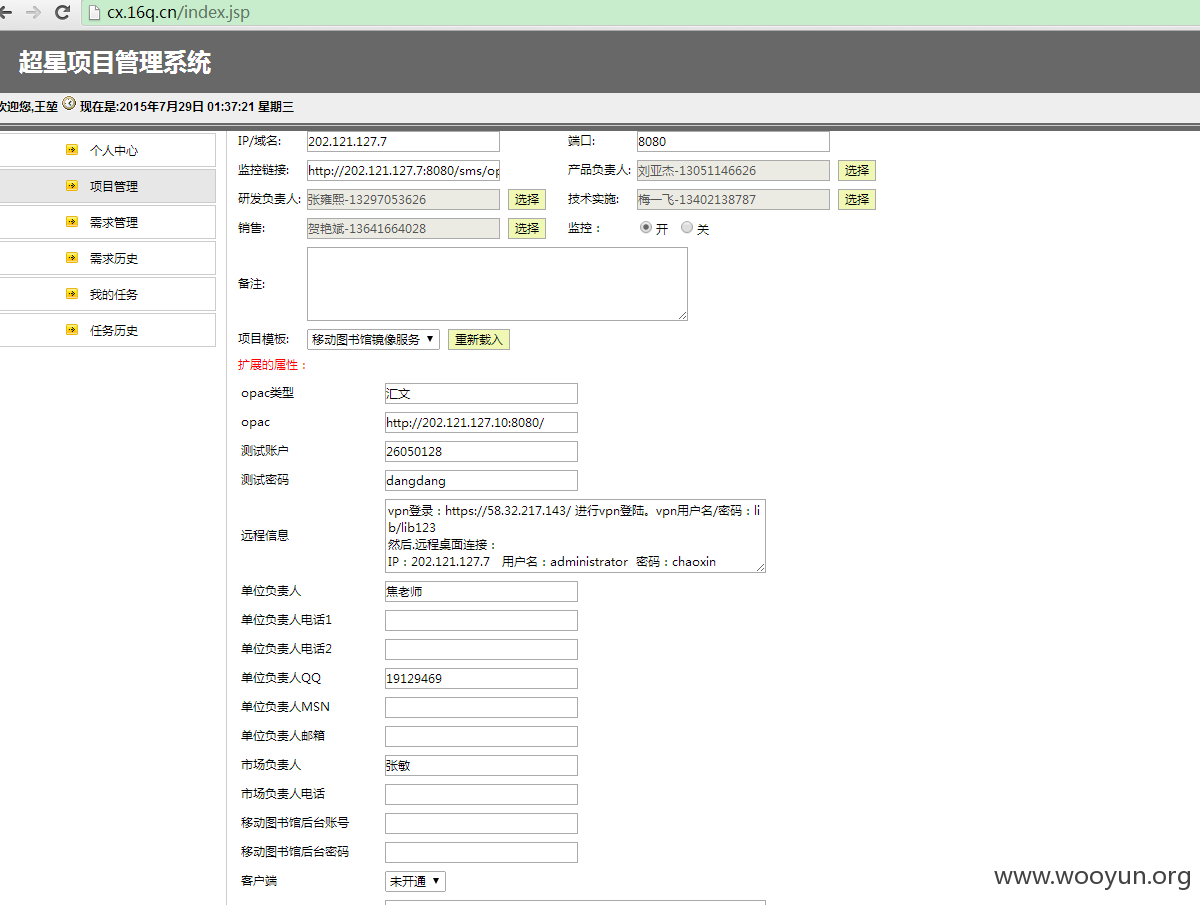 cx.16q.cn/index.jsp
超星项目管理系统
欢迎您,王堃 现在是:2015年7月29日 01:37:21 星期三
个人中心
项目管理
需求管理
需求历史
我的任务
任务历史
IP/域名: 202.121.127.7 端口: 8080
监控链接: http://202.121.127.7:8080/sms/op 产品负责人: 刘亚杰-13051146626 选择
研发负责人: 张雍熙-13297053626 选择 技术实施: 梅一飞-13402138787 选择
销售: 贺艳斌-13641664028 选择 监控： 开 关
备注:
项目模板: 移动图书馆镜像服务 重新载入
扩展的属性：
opac类型 汇文
opac http://202.121.127.10:8080/
测试账户 26050128
测试密码 dangdang
远程信息
vpn登录：https://58.32.217.143/ 进行vpn登陆。vpn用户名/密码：li
b/lib123
然后.远程桌面连接：
IP：202.121.127.7 用户名：administrator 密码：chaoxin
单位负责人 焦老师
单位负责人电话1
单位负责人电话2
单位负责人QQ 19129469
单位负责人MSN
单位负责人邮箱
市场负责人 张敏
市场负责人电话
移动图书馆后台账号
移动图书馆后台密码
客户端 未开通
www.wooyun.org